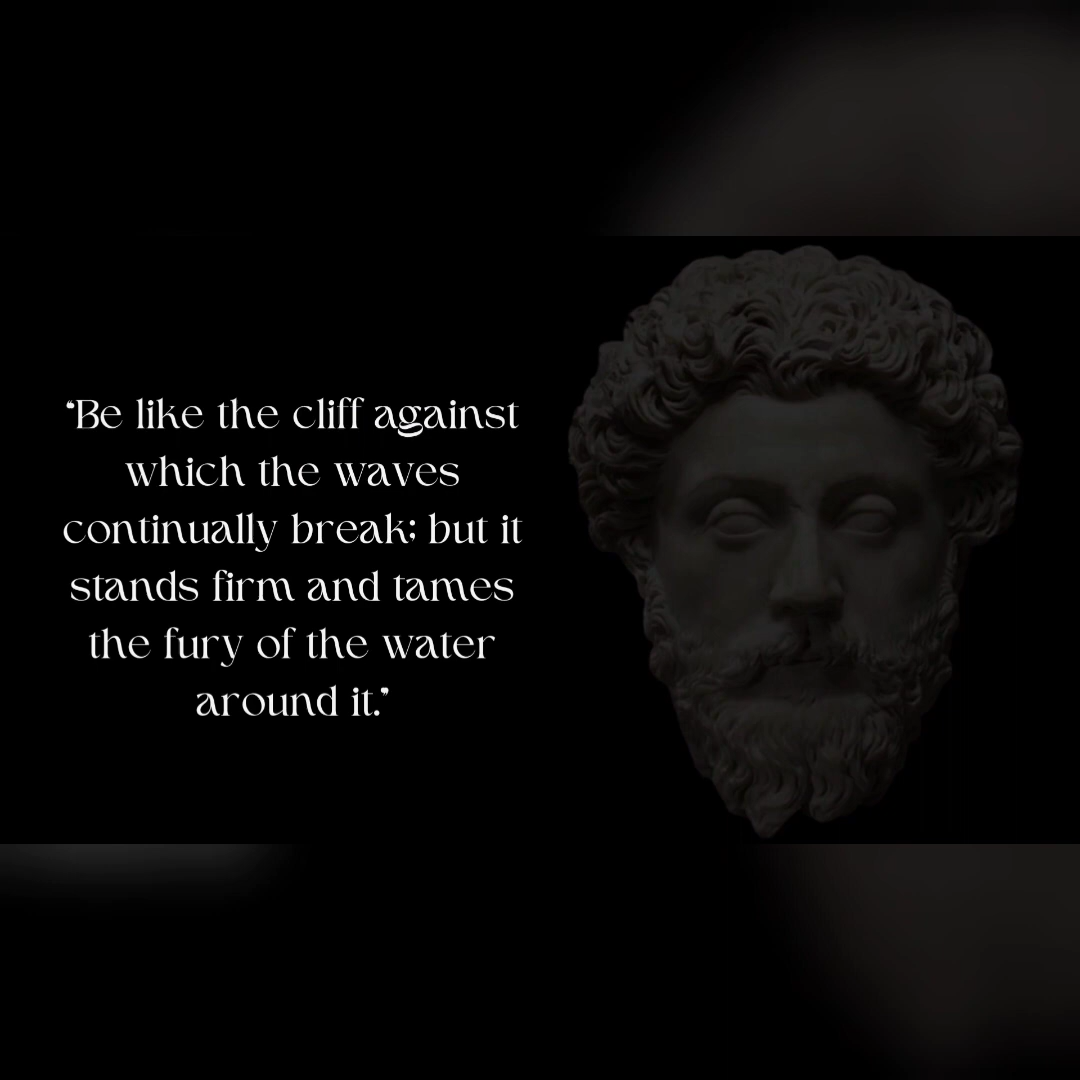 “Be like the cliff against
which the waves
continually break; but it
stands firm and tames
the fury of the water
around it.”